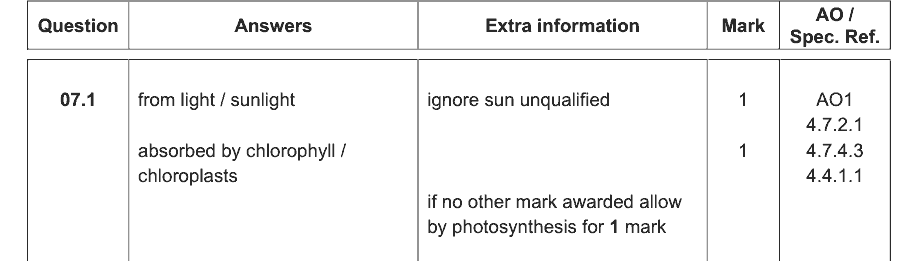 Question Answers Extra information Mark AO /
Spec. Ref.
07.1 from light / sunlight ignore sun unqualified 1 AO1
4.7.2.1
absorbed by chlorophyll / 1 4.7.4.3
chloroplasts 4.4.1.1
if no other mark awarded allow
by photosynthesis for 1 mark